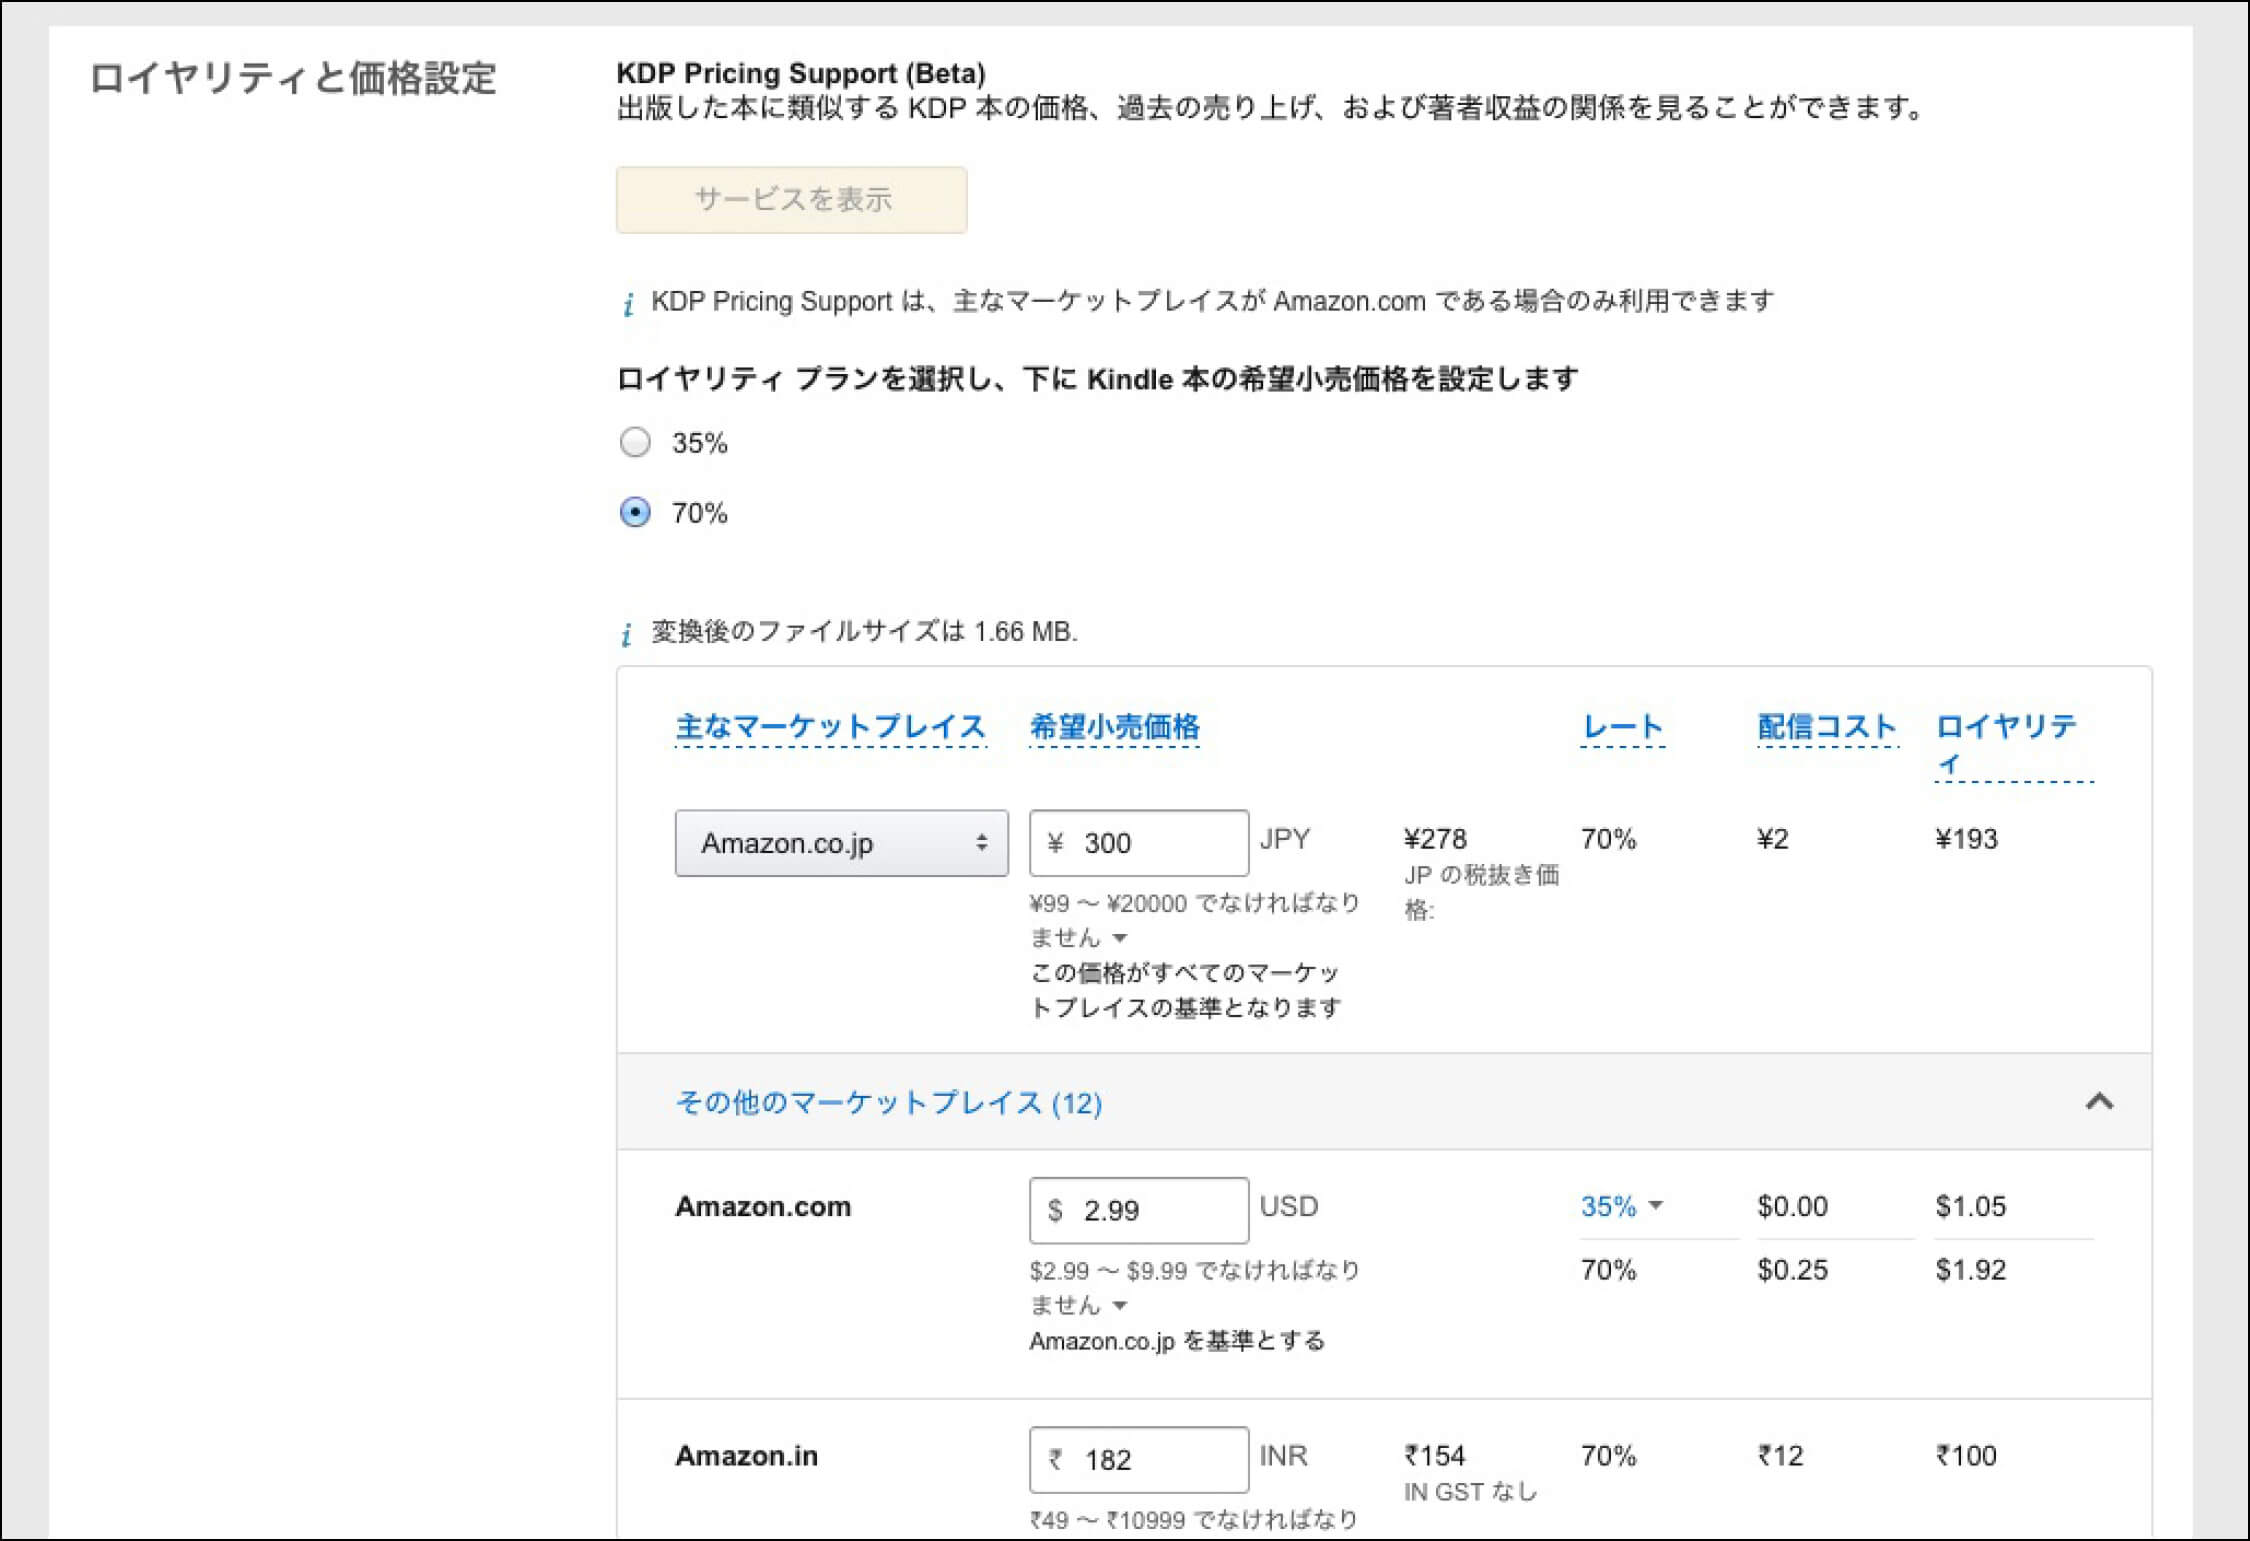 ロイヤリティと価格設定
KDP Pricing Support (Beta)
出版した本に類似する KDP 本の価格、過去の売り上げ、および著者収益の関係を見ることができます。
サービスを表示
i KDP Pricing Support は、主なマーケットプレイスが Amazon.com である場合のみ利用できます
ロイヤリティ プランを選択し、下に Kindle 本の希望小売価格を設定します
35%
70%
i 変換後のファイルサイズは 1.66 MB.
主なマーケットプレイス 希望小売価格 レート 配信コスト ロイヤリテ
ィ
Amazon.co.jp ¥ 300 JPY ¥278 70% ¥2 ¥193
JP の税抜き価
格:
¥99 〜 ¥20000 でなければなり
ません
この価格がすべてのマーケッ
トプレイスの基準となります
その他のマーケットプレイス (12)
Amazon.com $ 2.99 USD 35% $0.00 $1.05
70% $0.25 $1.92
$2.99 〜 $9.99 でなければなり
ません
Amazon.co.jp を基準とする
Amazon.in ₹ 182 INR ₹154 70% ₹12 ₹100
IN GST なし
₹49 〜 ₹10999 でなければなり